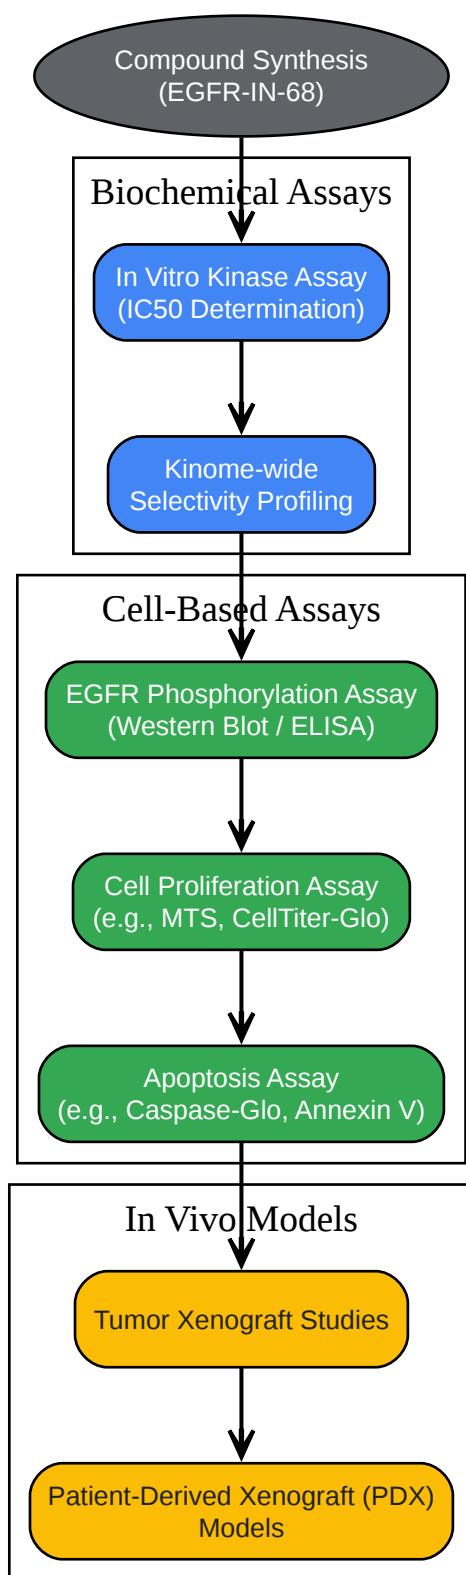 Compound Synthesis
(EGFR-IN-68)
Biochemical Assays
In Vitro Kinase Assay
(IC50 Determination)
Kinome-wide
Selectivity Profiling
Cell-Based Assays
EGFR Phosphorylation Assay
(Western Blot / ELISA)
Cell Proliferation Assay
(e.g., MTS, CellTiter-Glo)
Apoptosis Assay
(e.g., Caspase-Glo, Annexin V)
In Vivo Models
Tumor Xenograft Studies
Patient-Derived Xenograft (PDX)
Models